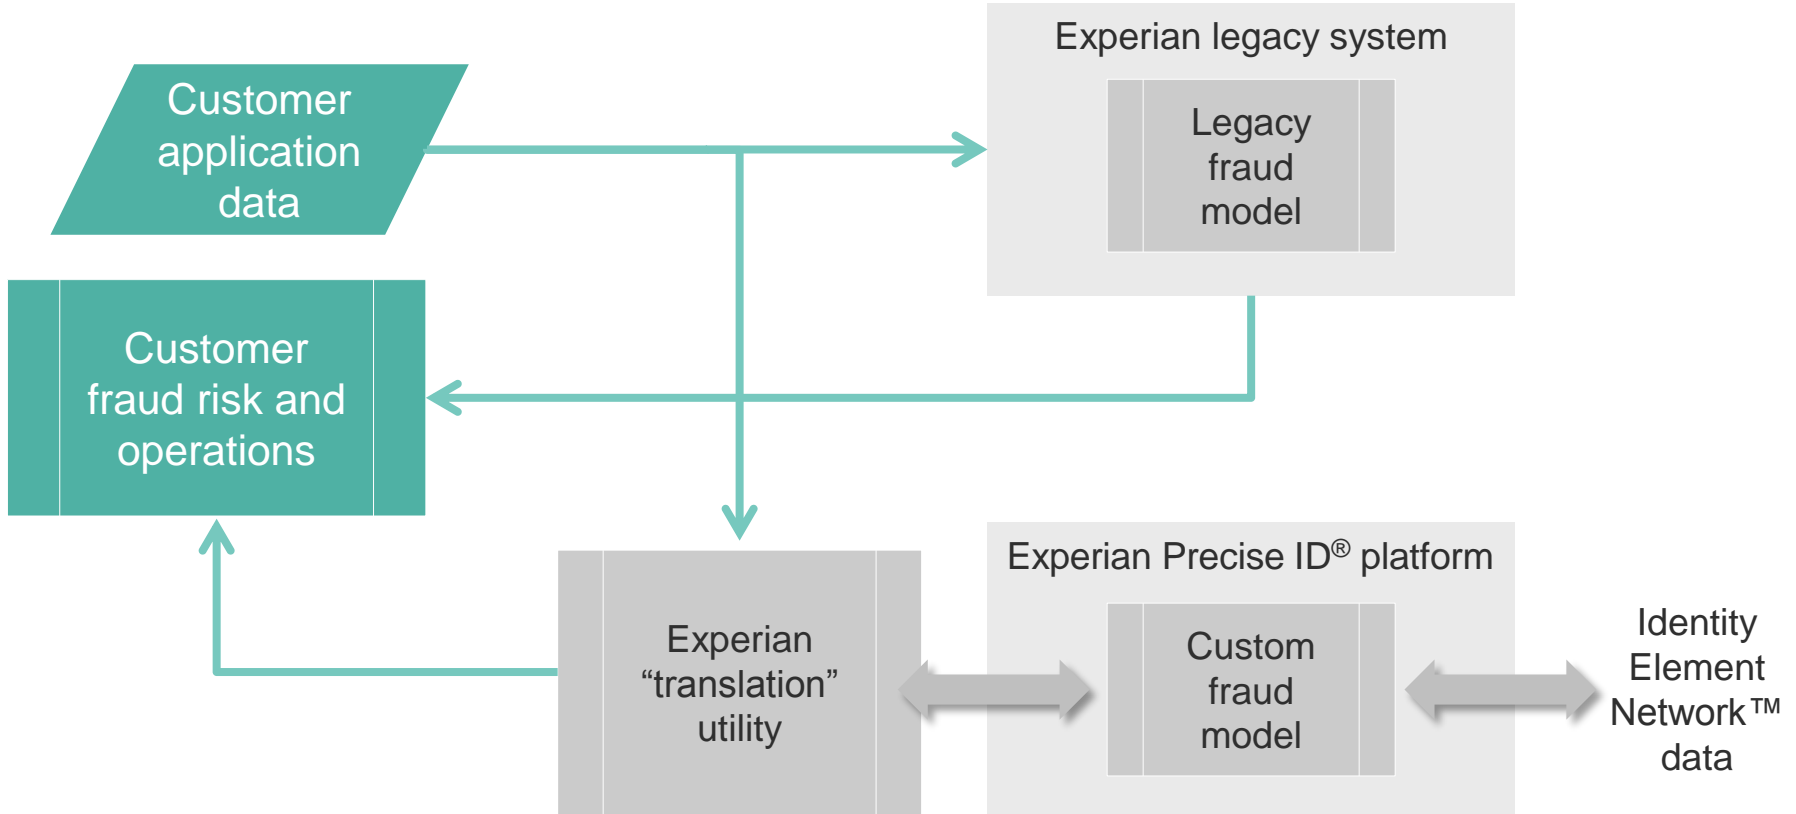 Experian legacy system
Customer
application
data
Legacy
fraud
model
Customer
fraud risk and
operations
Experian Precise ID® platform
Experian
“translation”
utility
Custom
fraud
model
Identity
Element
Network™
data